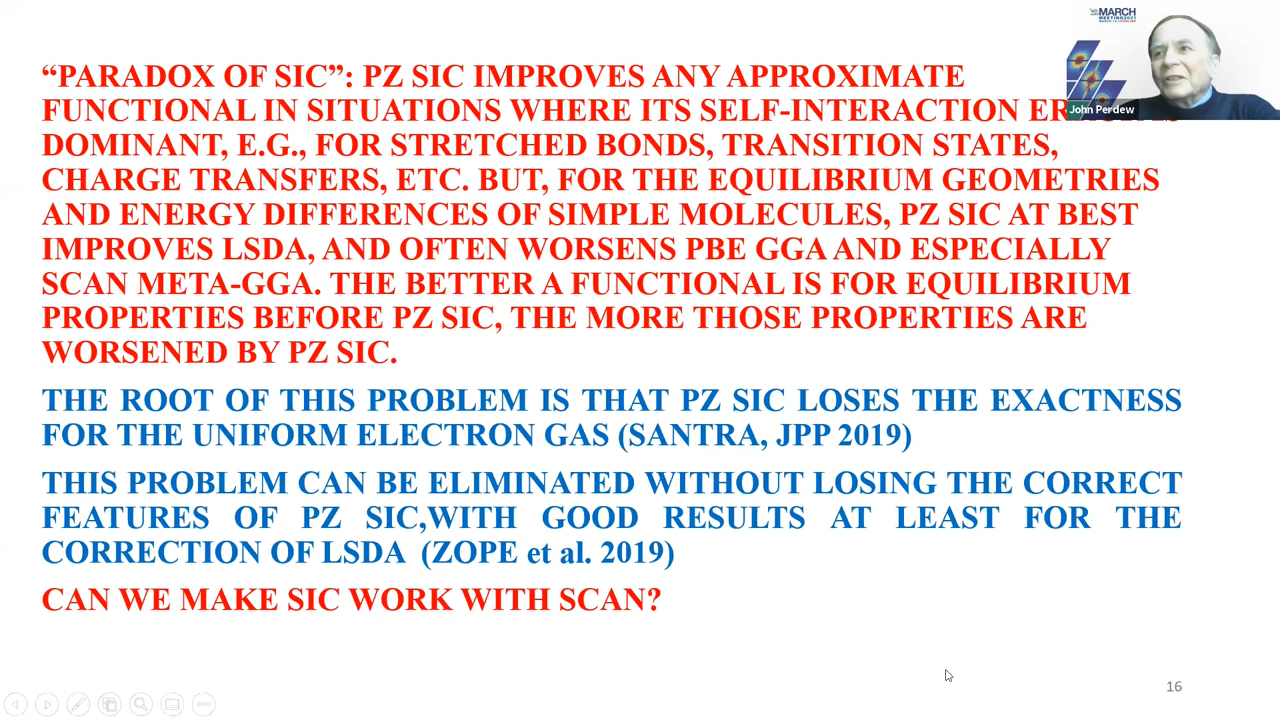 “PARADOX OF SIC”: PZ SIC IMPROVES ANY APPROXIMATE
FUNCTIONAL IN SITUATIONS WHERE ITS SELF-INTERACTION
DOMINANT, E.G., FOR STRETCHED BONDS, TRANSITION STATES,
CHARGE TRANSFERS, ETC. BUT, FOR THE EQUILIBRIUM GEOMETRIES
AND ENERGY DIFFERENCES OF SIMPLE MOLECULES, PZ SIC AT BEST
IMPROVES LSDA, AND OFTEN WORSENS PBE GGA AND ESPECIALLY
SCAN META-GGA. THE BETTER A FUNCTIONAL IS FOR EQUILIBRIUM
PROPERTIES BEFORE PZ SIC, THE MORE THOSE PROPERTIES ARE
WORSENED BY PZ SIC.
THE ROOT OF THIS PROBLEM IS THAT PZ SIC LOSES THE EXACTNESS
FOR THE UNIFORM ELECTRON GAS (SANTRA, JPP 2019)
THIS PROBLEM CAN BE ELIMINATED WITHOUT LOSING THE CORRECT
FEATURES OF PZ SIC,WITH GOOD RESULTS AT LEAST FOR THE
CORRECTION OF LSDA (ZOPE et al. 2019)
CAN WE MAKE SIC WORK WITH SCAN?
16
MARCH
MEETING2021
John Perdew